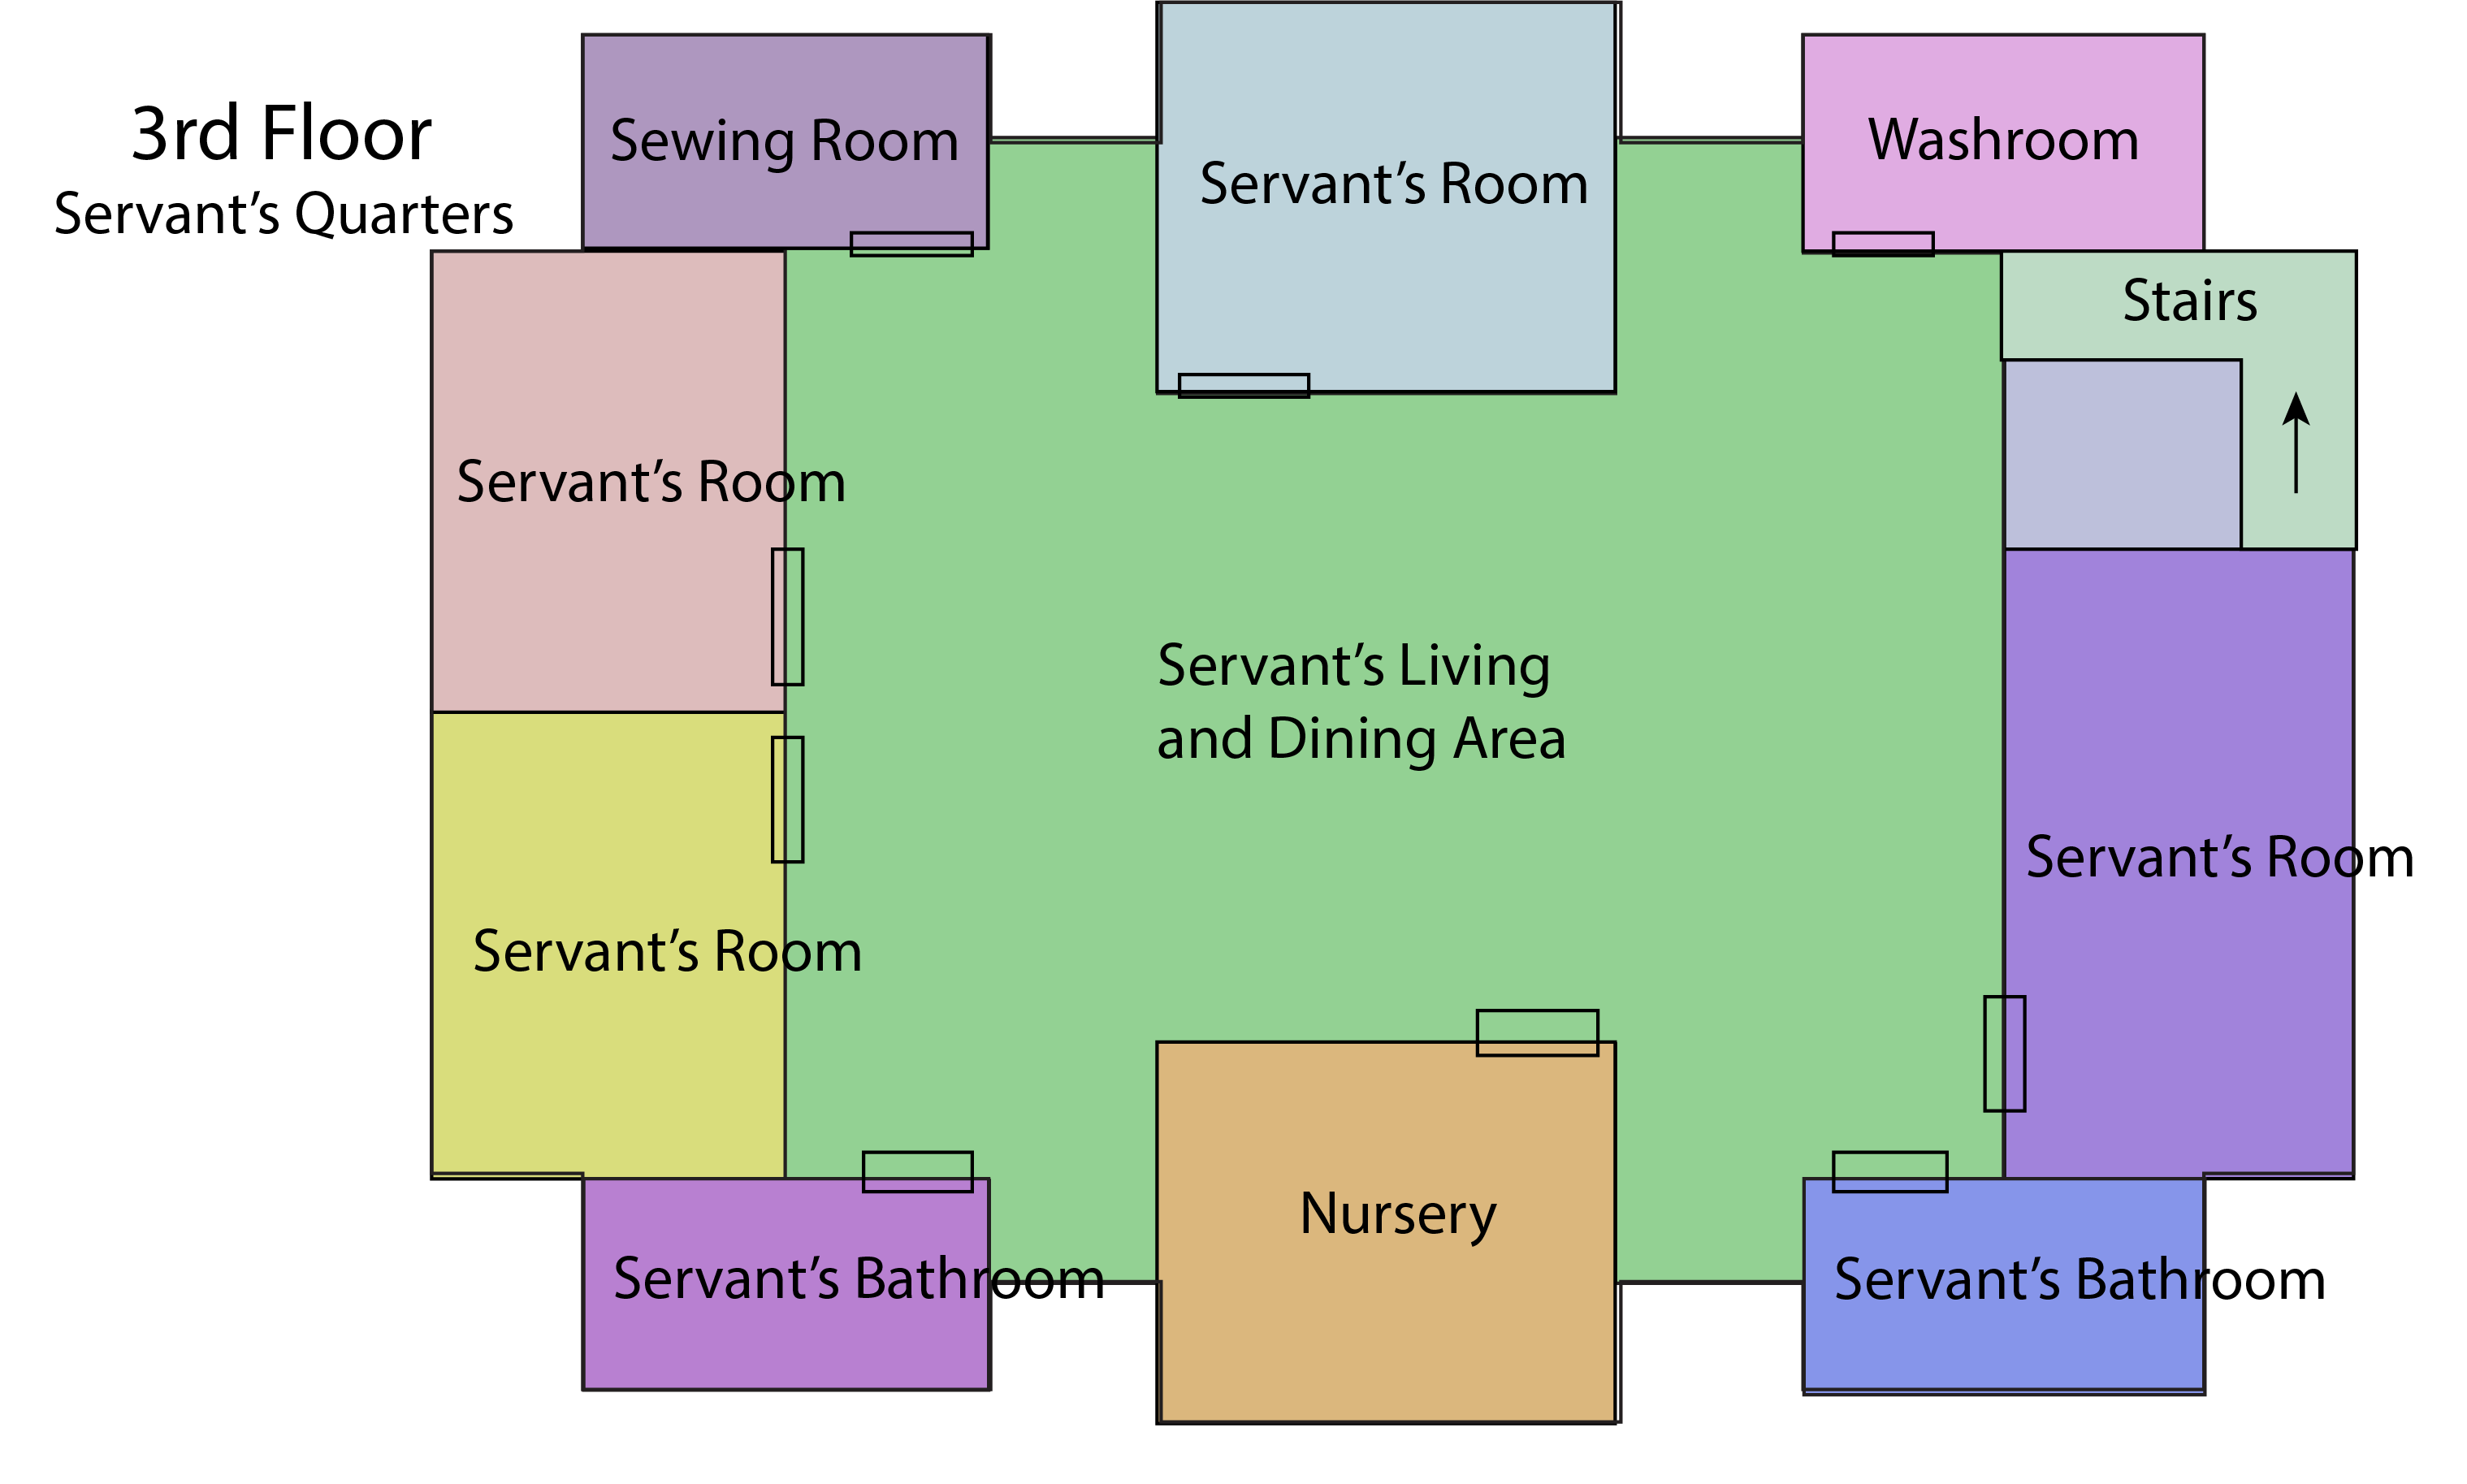 3rd Floor
Servant’s Quarters
Sewing Room
Servant’s Room
Washroom
Stairs
Servant’s Room
Servant’s Living
and Dining Area
Servant’s Room
Servant’s Room
Nursery
Servant’s Bathroom
Servant’s Bathroom